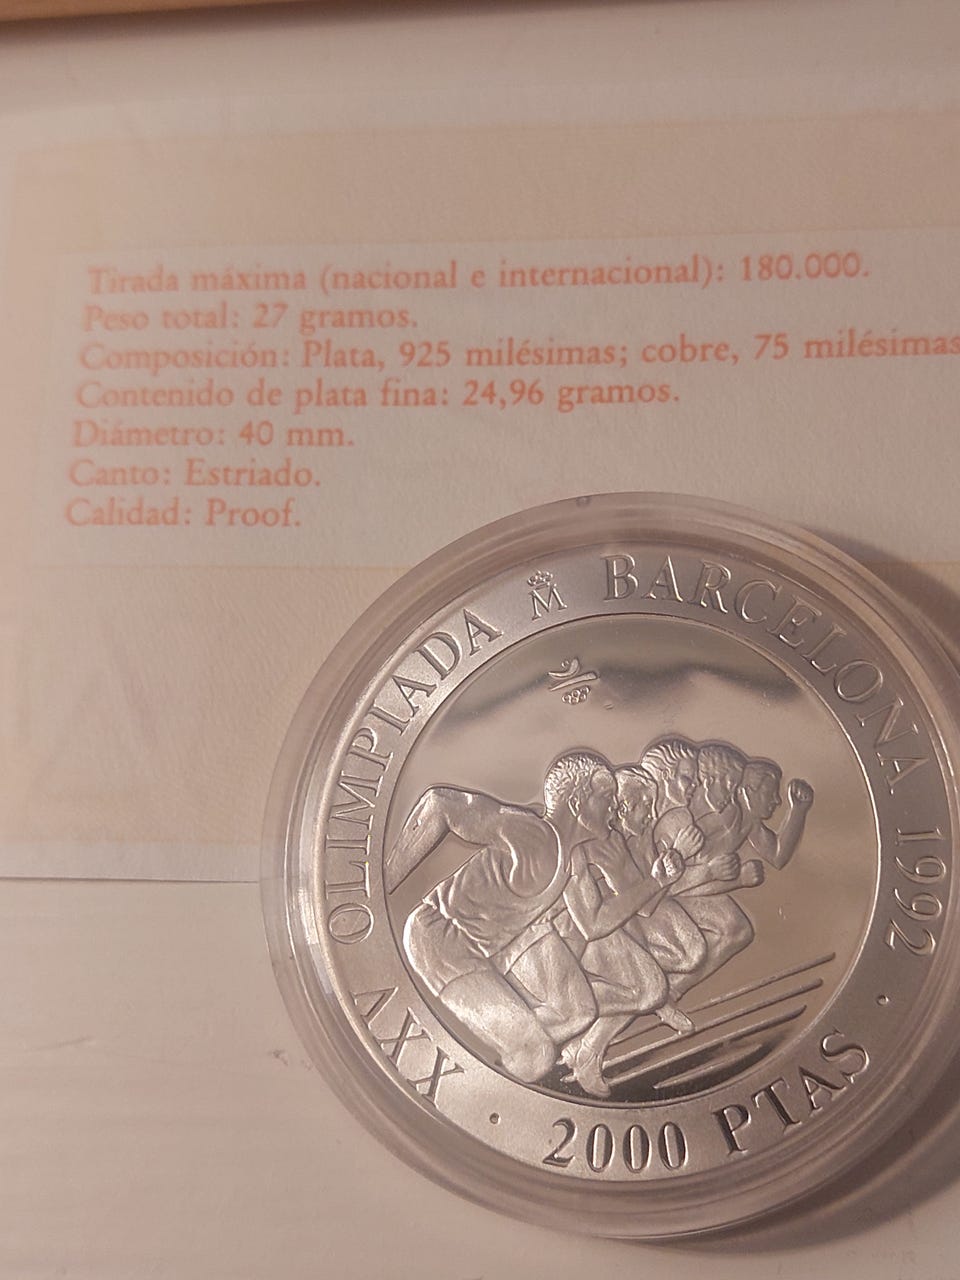 Tirada máxima (nacional e internacional): 180.000.
Peso total: 27 gramos.
Composición: Plata, 925 milésimas; cobre, 75 milésimas
Contenido de plata fina: 24,96 gramos.
Diámetro: 40 mm.
Canto: Estriado.
Calidad: Proof.
XXV OLIMPIADA M BARCELONA 1992
· 2000 PTAS ·